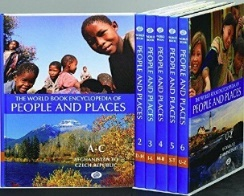 THE WORLD BOOK ENCYCLOPEDIA OF
PEOPLE AND PLACES
A-C
AFGHANISTAN TO
CZECH REPUBLIC
2
PEOPLE AND PLACES
3
PEOPLE AND PLACES
I-L
4
PEOPLE AND PLACES
M-R
5
PEOPLE AND PLACES
S-T
6
PEOPLE AND PLACES
U-Z
THE WORLD BOOK ENCYCLOPEDIA OF
PEOPLE AND PLACES
U-Z